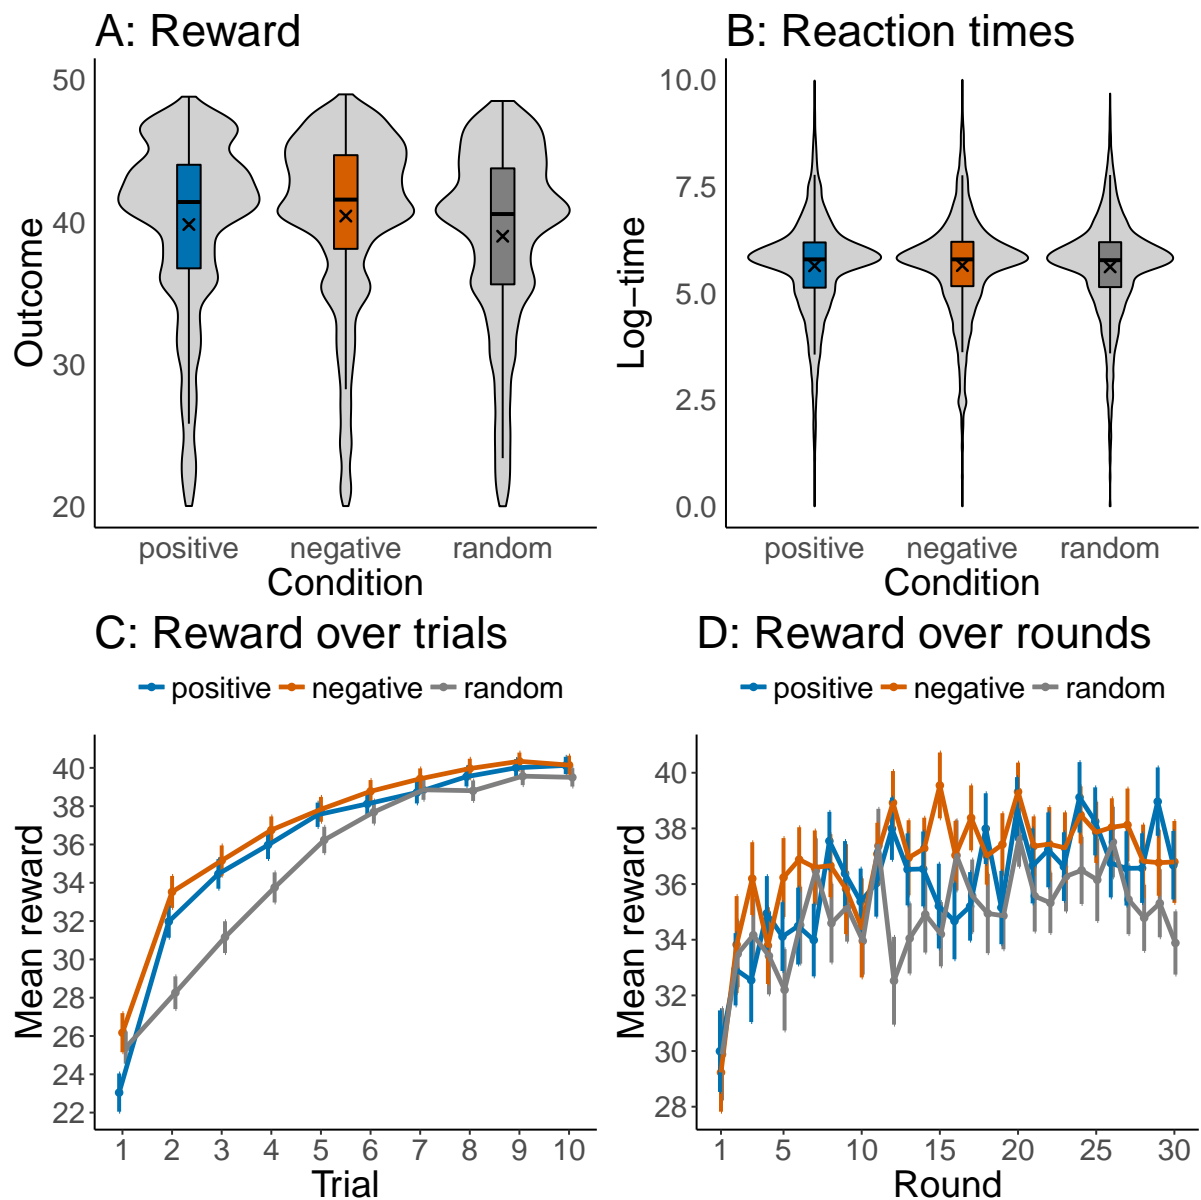 A: Reward
50
40
30
20
Outcome
positive negative random
Condition
B: Reaction times
10.0
7.5
5.0
2.5
0.0
Log−time
positive negative random
Condition
C: Reward over trials
positive negative random
40
38
36
34
32
30
28
26
24
22
Mean reward
1 2 3 4 5 6 7 8 9 10
Trial
D: Reward over rounds
positive negative random
40
38
36
34
32
30
28
Mean reward
1 5 10 15 20 25 30
Round